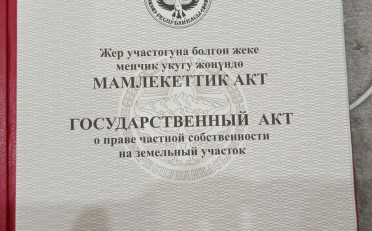 Жер участогуна болгон жеке
менчик укугу жөнүндө
МАМЛЕКЕТТИК АКТ
ГОСУДАРСТВЕННЫЙ АКТ
о праве частной собственности
на земельный участок